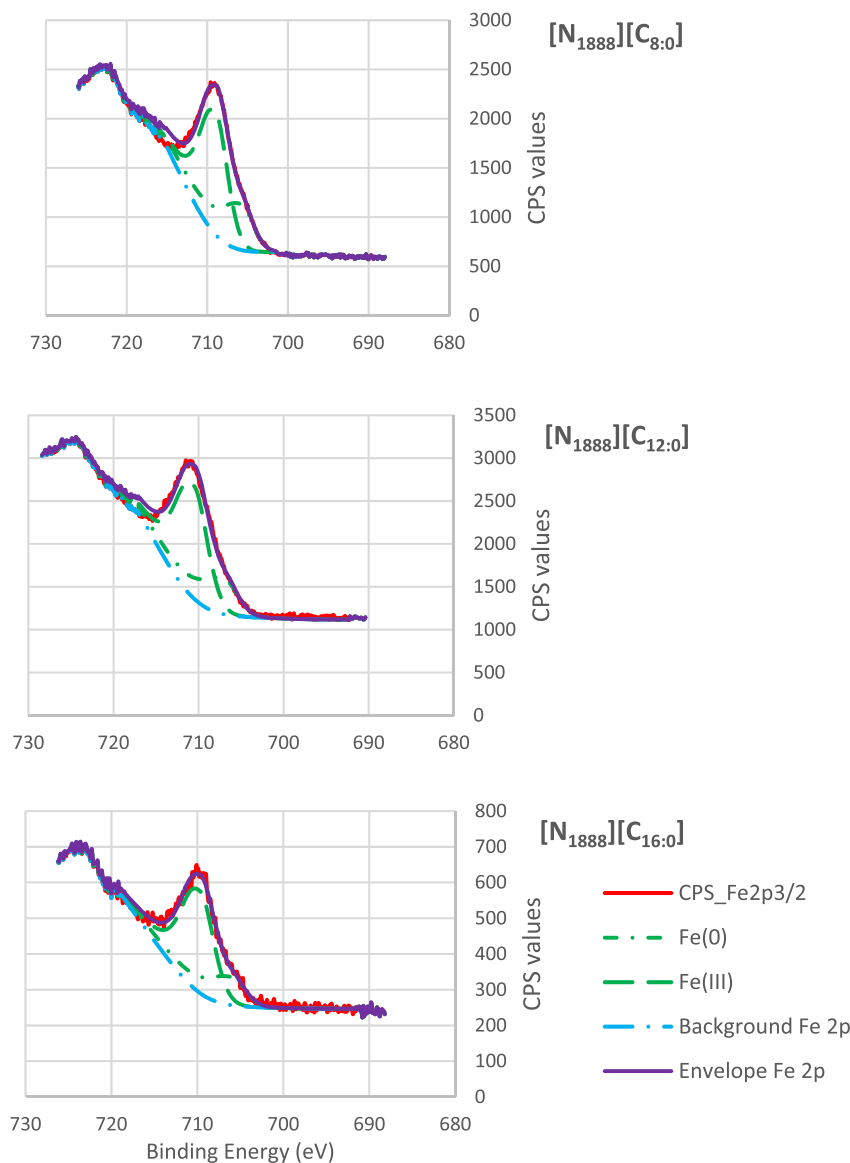 [N₁₈₈₈][C₈:₀]
3000
2500
2000
1500
1000
500
0
CPS values
730 720 710 700 690 680
[N₁₈₈₈][C₁₂:₀]
3500
3000
2500
2000
1500
1000
500
0
CPS values
730 720 710 700 690 680
[N₁₈₈₈][C₁₆:₀]
800
700
600
500
400
300
200
100
0
CPS values
730 720 710 700 690 680
Binding Energy (eV)
CPS_Fe2p3/2
Fe(0)
Fe(III)
Background Fe 2p
Envelope Fe 2p